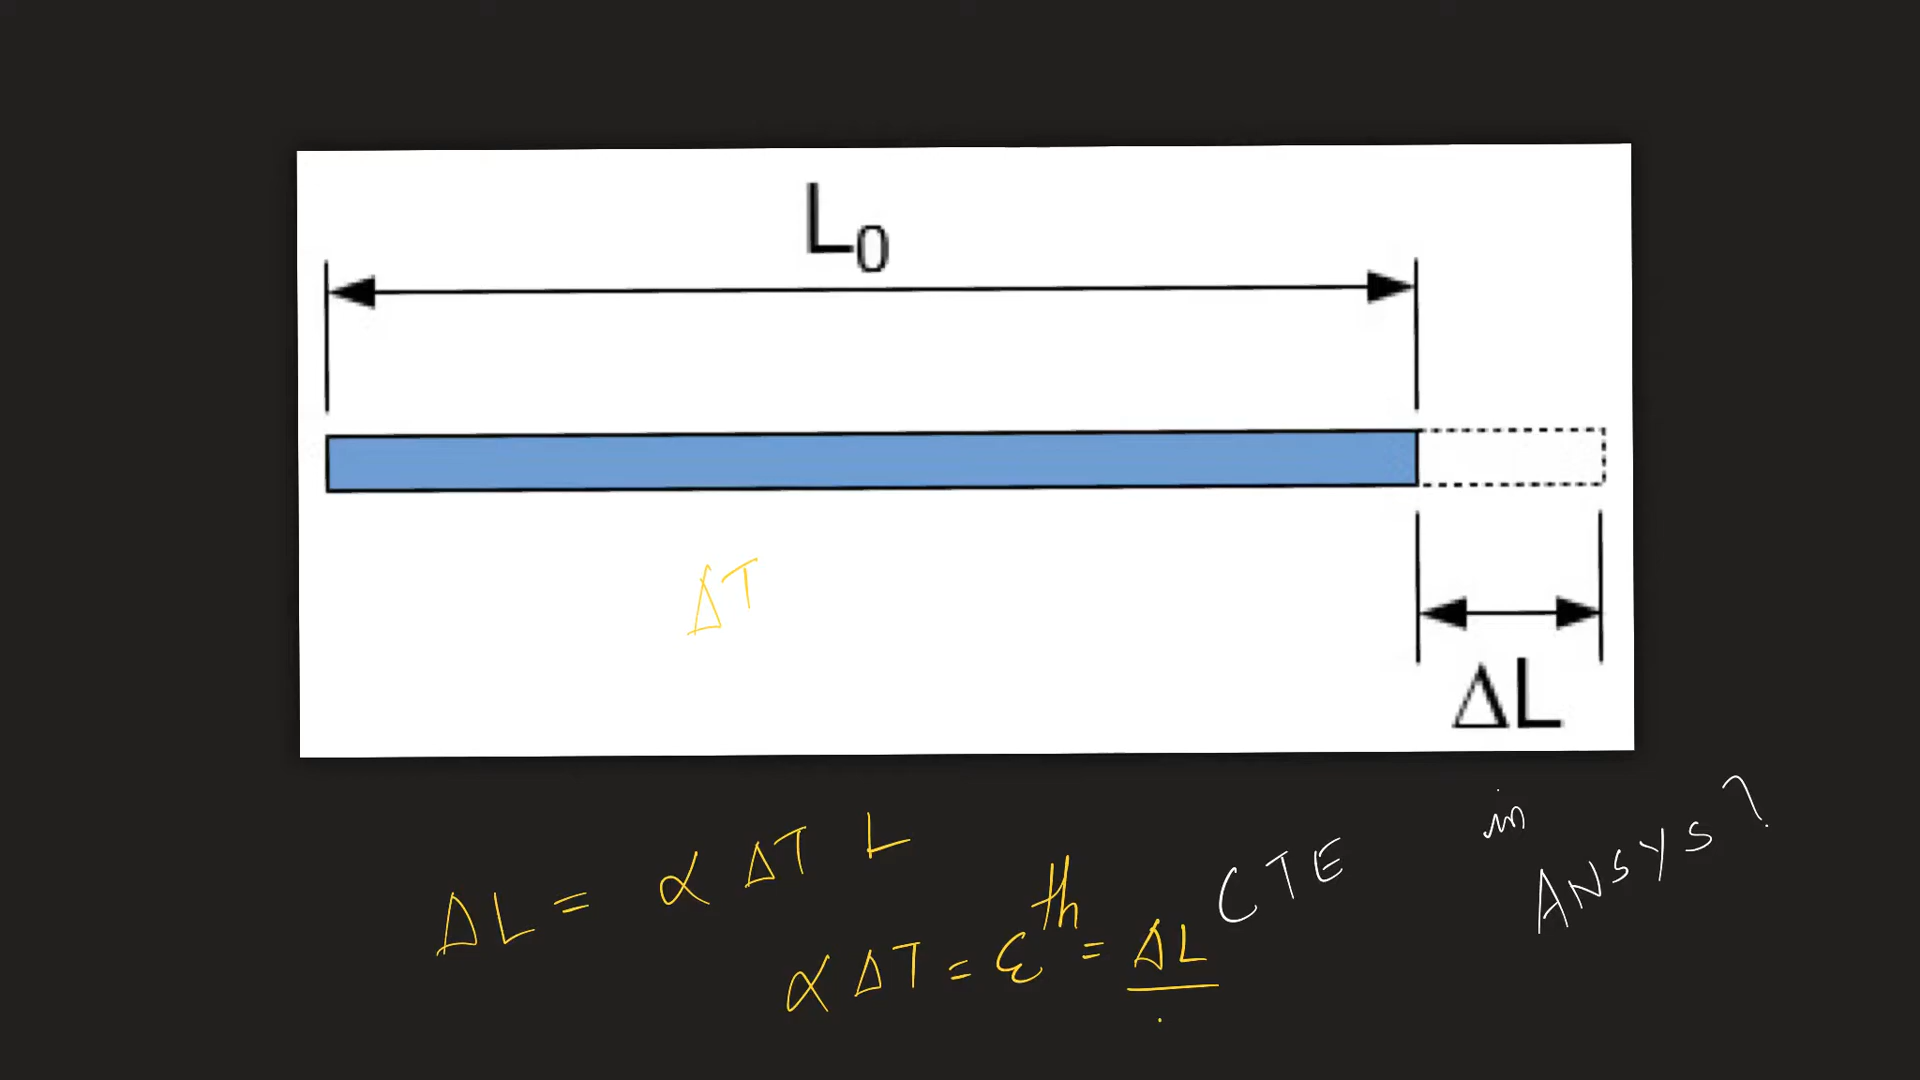 L₀
ΔT
ΔL
ΔL = α ΔT L
CTE in ANSYS?
α ΔT = ε^th = ΔL